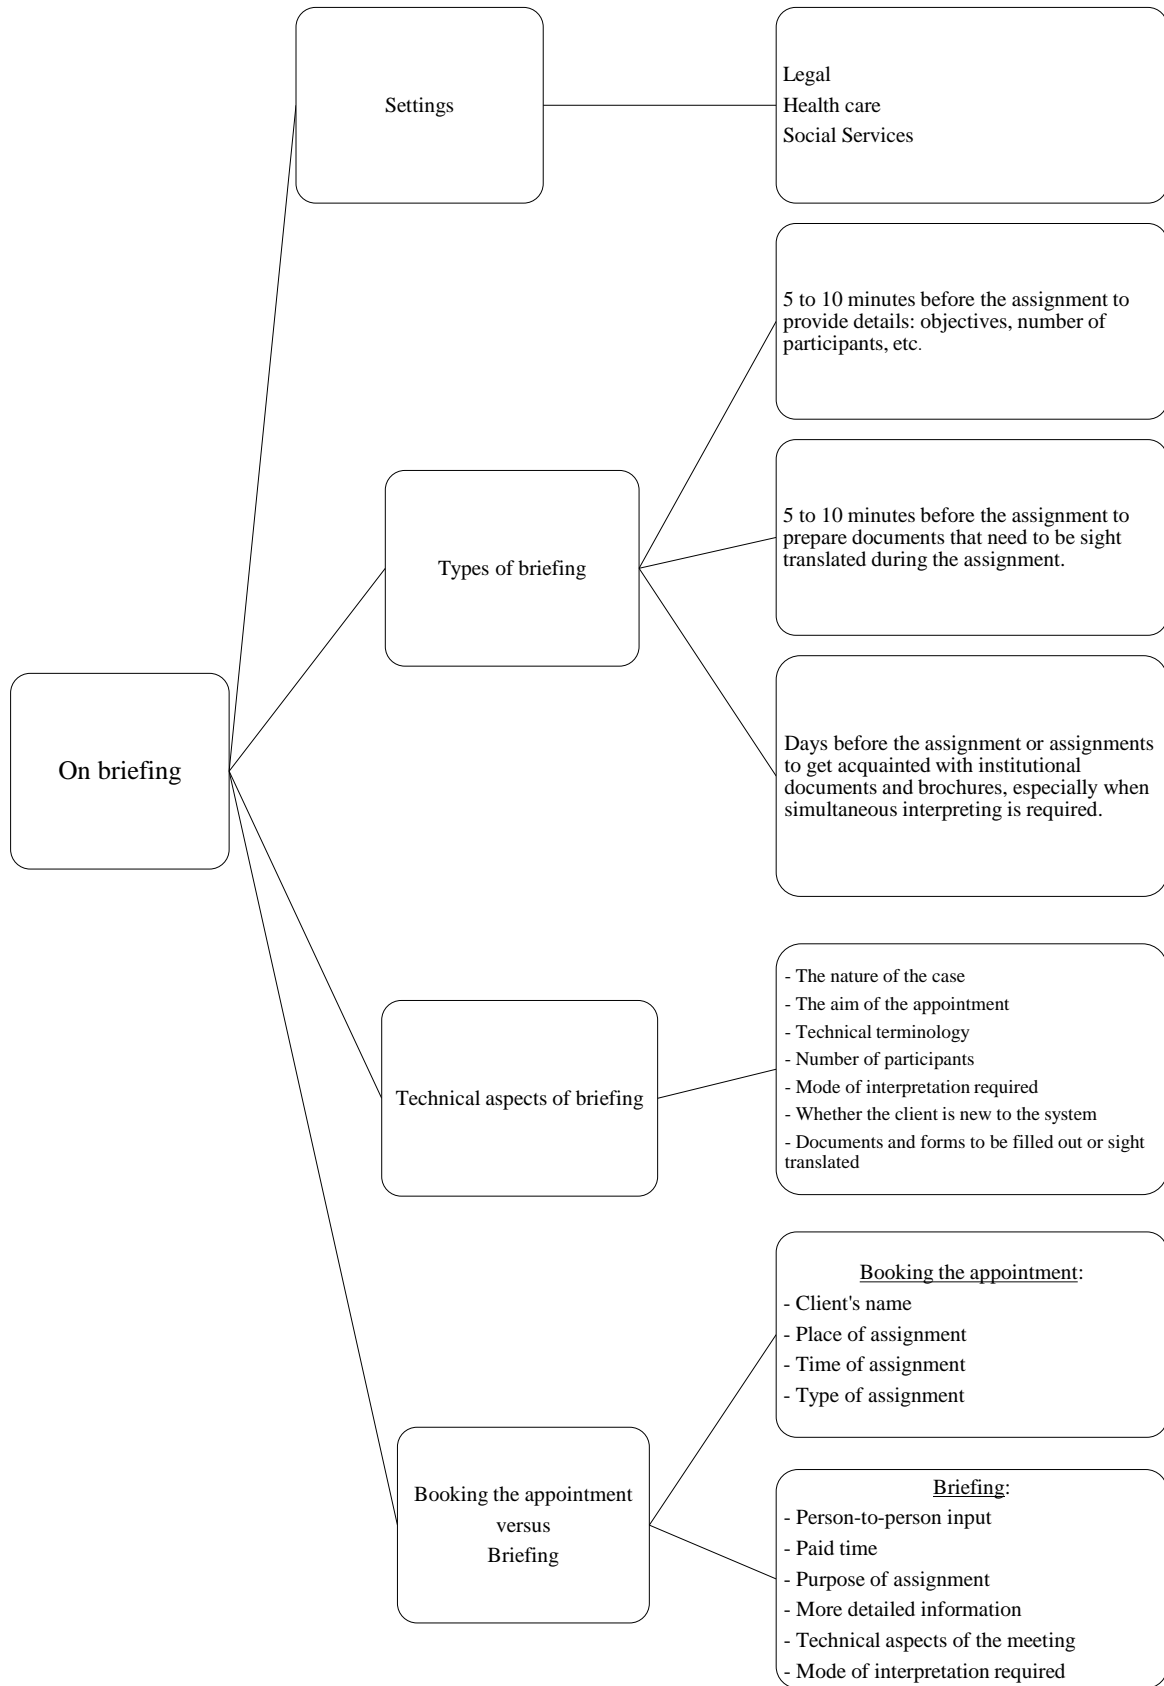 Settings
Legal
Health care
Social Services
5 to 10 minutes before the assignment to
provide details: objectives, number of
participants, etc.
5 to 10 minutes before the assignment to
prepare documents that need to be sight
translated during the assignment.
Types of briefing
Days before the assignment or assignments
to get acquainted with institutional
documents and brochures, especially when
simultaneous interpreting is required.
On briefing
Technical aspects of briefing
- The nature of the case
- The aim of the appointment
- Technical terminology
- Number of participants
- Mode of interpretation required
- Whether the client is new to the system
- Documents and forms to be filled out or sight
translated
Booking the appointment
versus
Briefing
Booking the appointment:
- Client's name
- Place of assignment
- Time of assignment
- Type of assignment
Briefing:
- Person-to-person input
- Paid time
- Purpose of assignment
- More detailed information
- Technical aspects of the meeting
- Mode of interpretation required